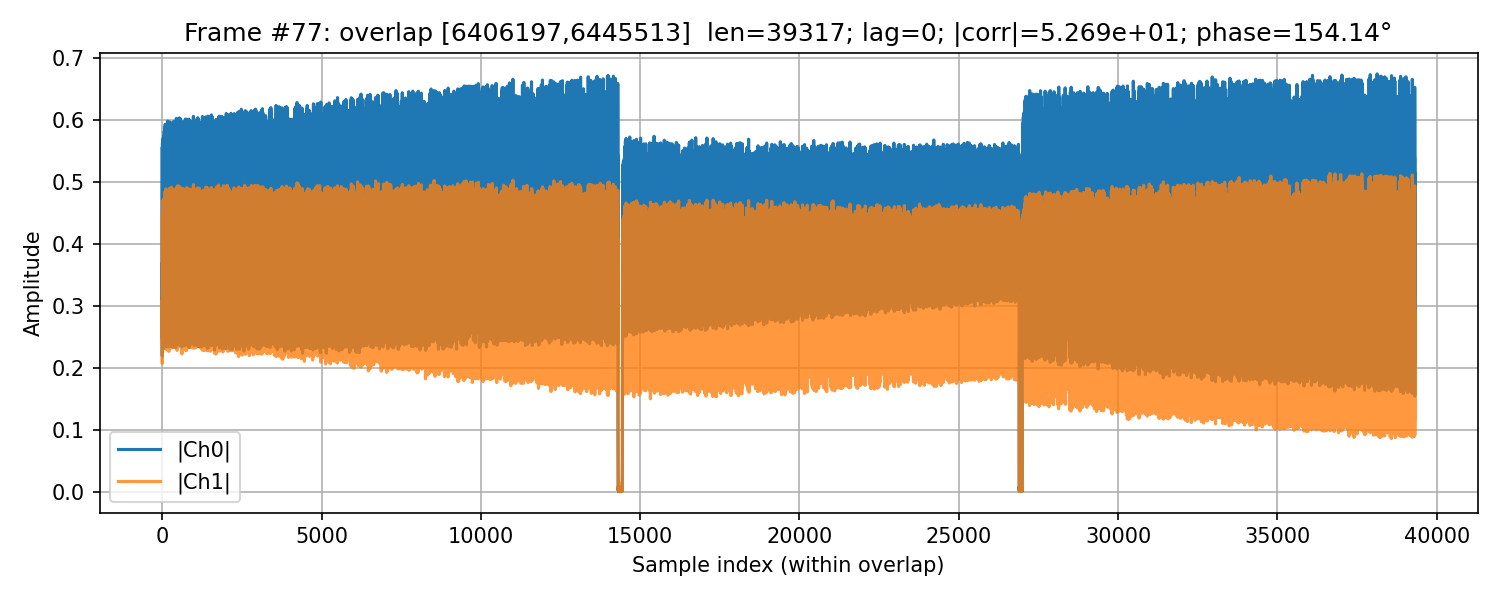 Frame #77: overlap [6406197,6445513]  len=39317; lag=0; |corr|=5.269e+01; phase=154.14°
0.7
0.6
0.5
0.4
0.3
0.2
0.1
0.0
Amplitude
|Ch0|
|Ch1|
0 5000 10000 15000 20000 25000 30000 35000 40000
Sample index (within overlap)